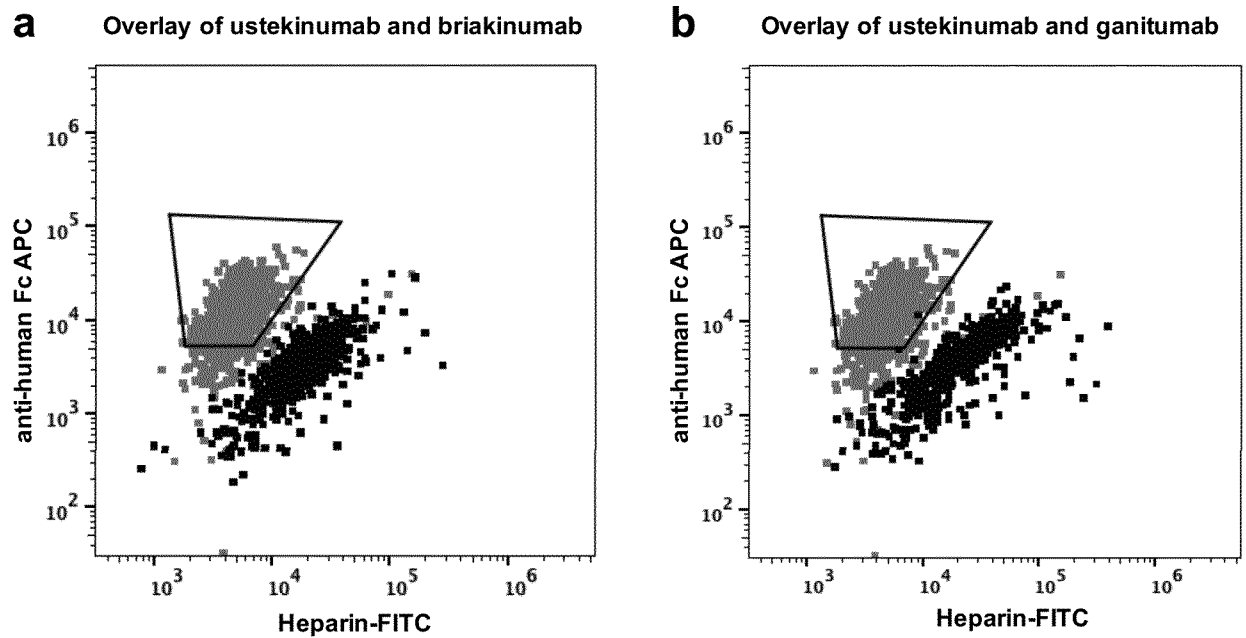 a Overlay of ustekinumab and briakinumab
anti-human Fc APC
10^6
10^5
10^4
10^3
10^2
10^3 10^4 10^5 10^6
Heparin-FITC
b Overlay of ustekinumab and ganitumab
anti-human Fc APC
10^6
10^5
10^4
10^3
10^2
10^3 10^4 10^5 10^6
Heparin-FITC